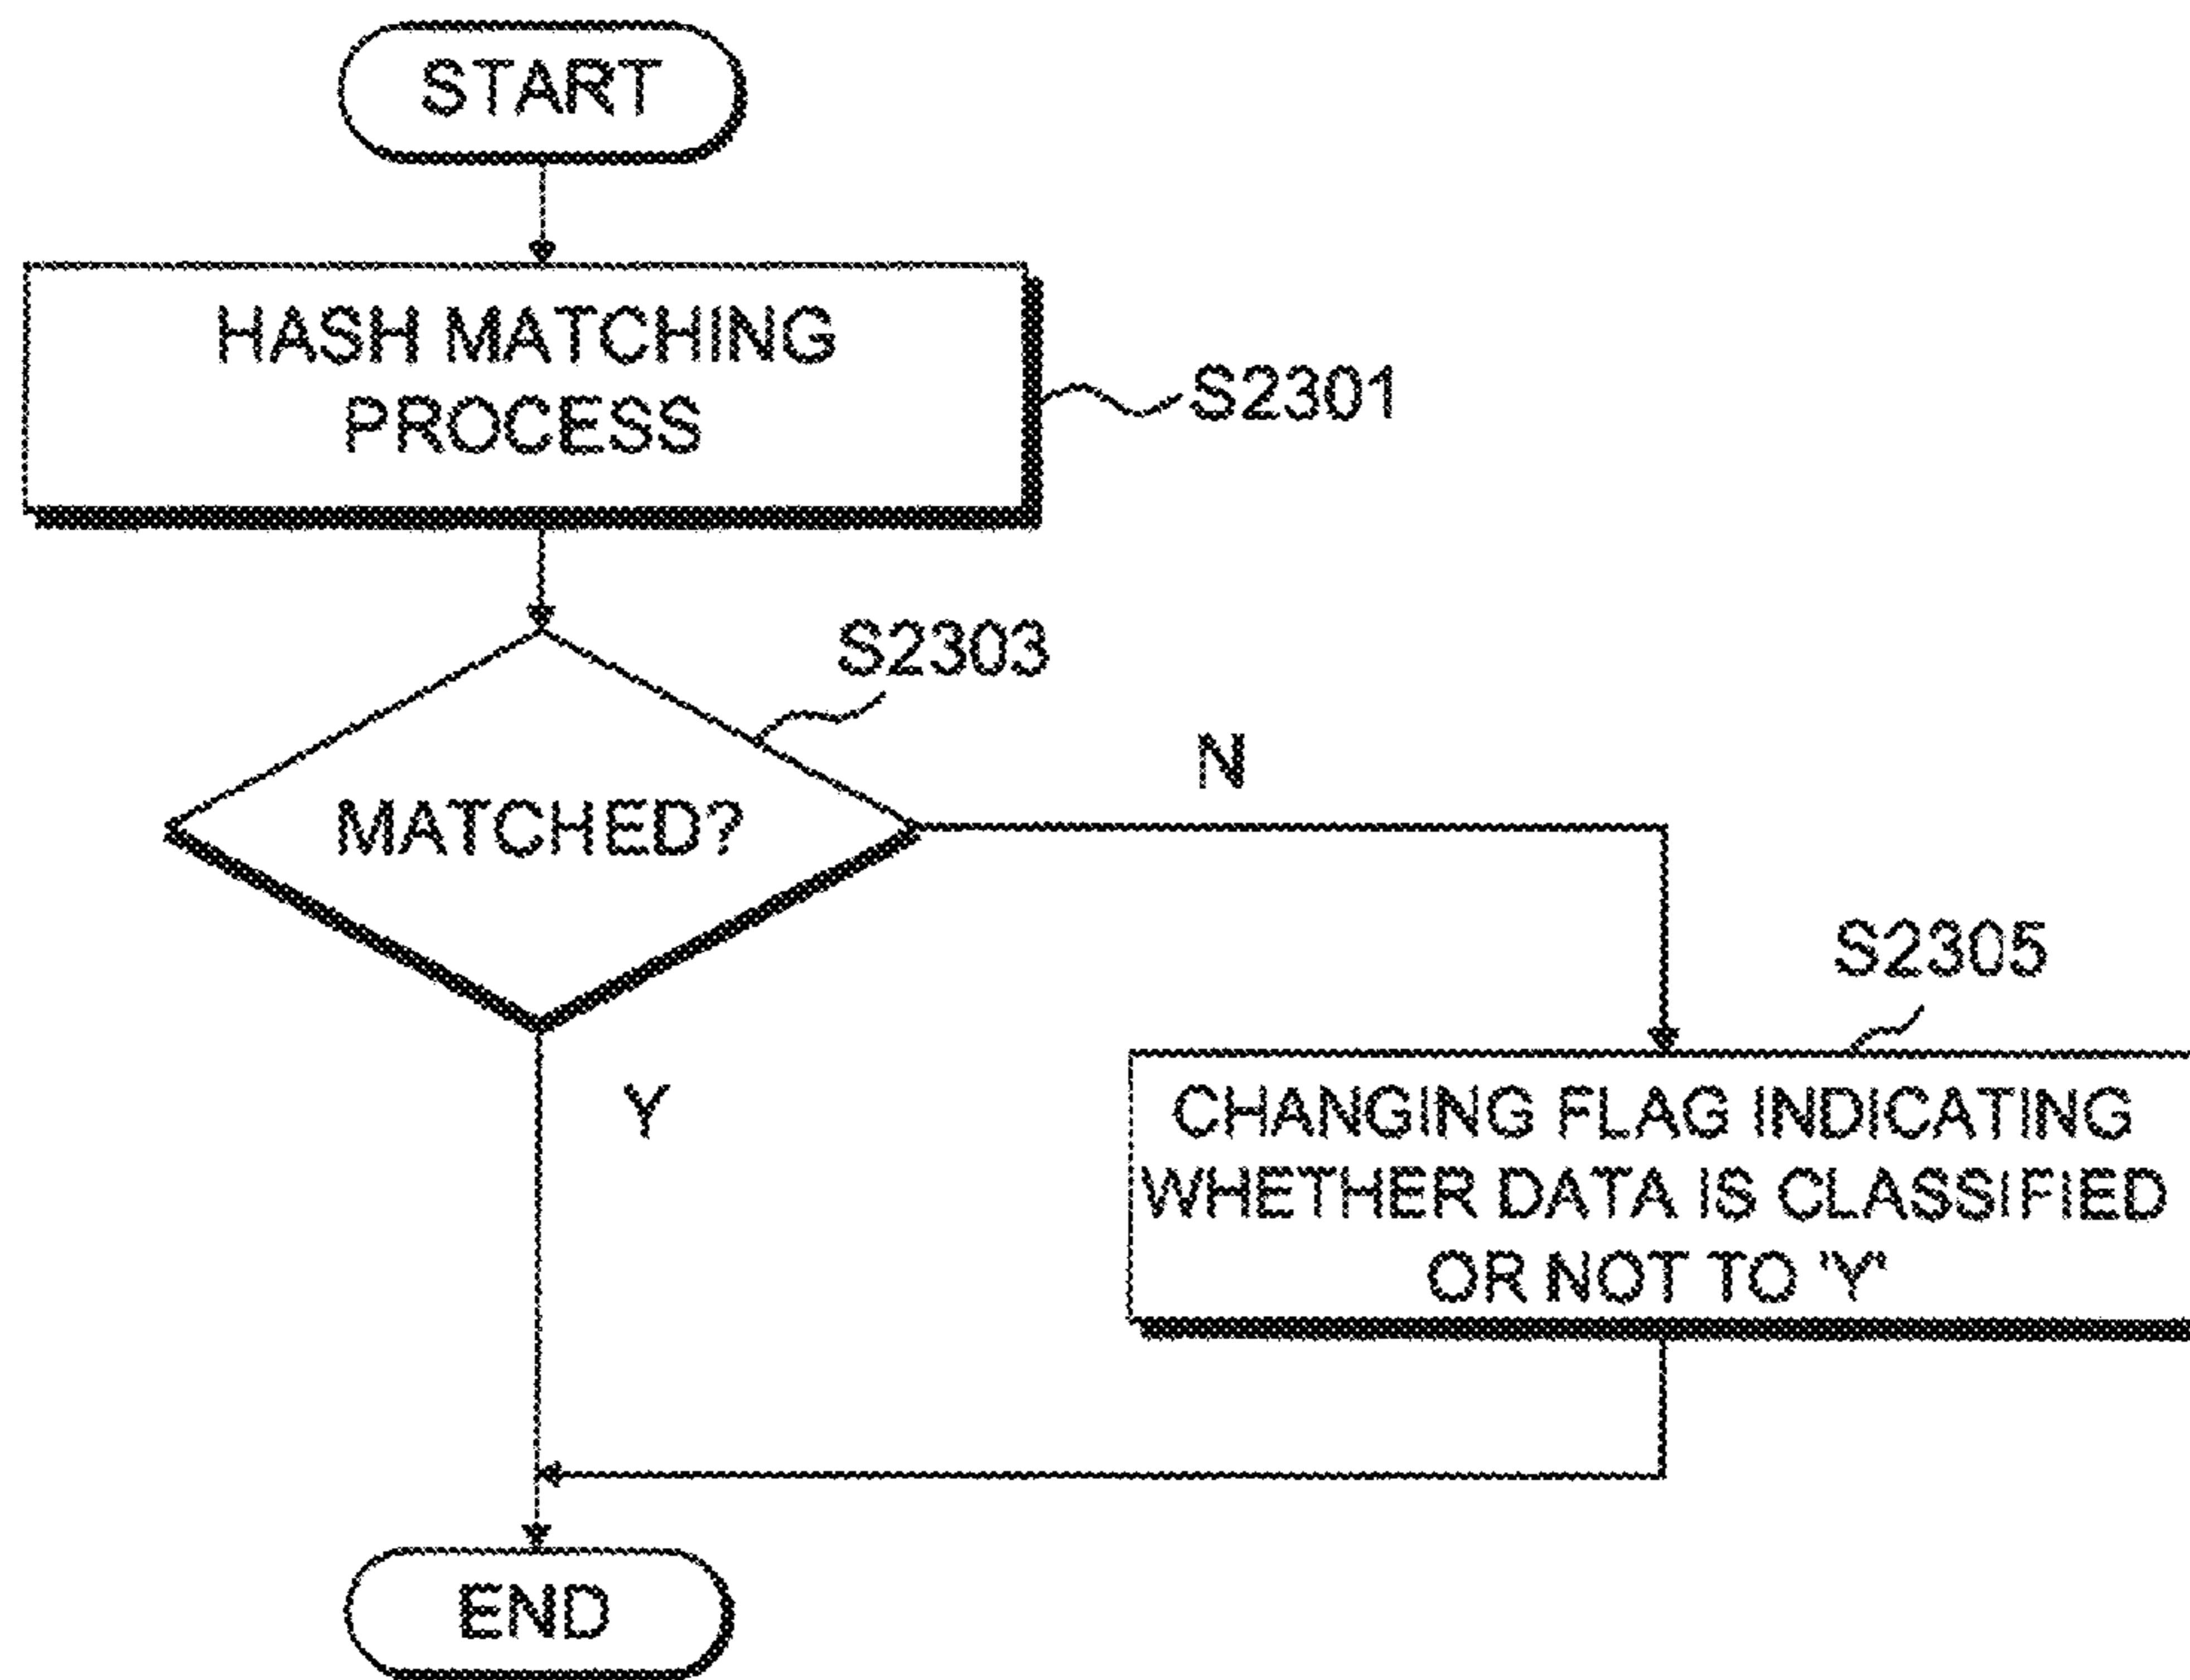 START
HASH MATCHING
PROCESS
S2301
S2303
MATCHED?
N
Y
S2305
CHANGING FLAG INDICATING
WHETHER DATA IS CLASSIFIED
OR NOT TO 'Y'
END